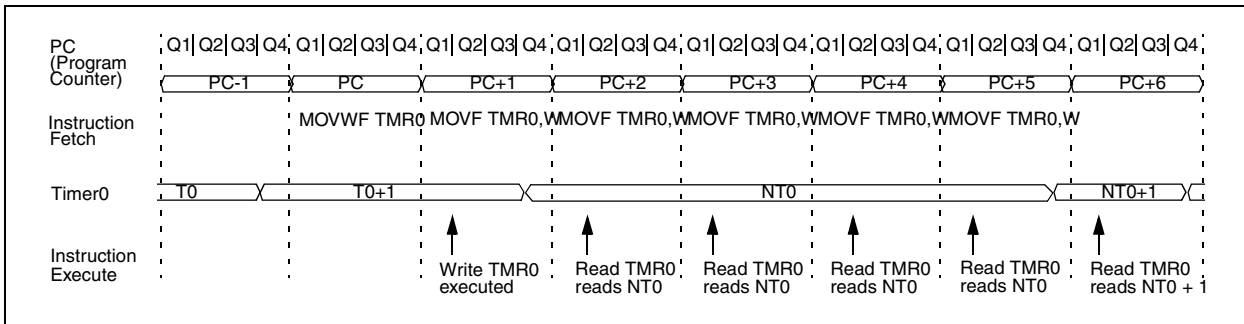 PC (Program Counter)
Q1 Q2 Q3 Q4 Q1 Q2 Q3 Q4 Q1 Q2 Q3 Q4 Q1 Q2 Q3 Q4 Q1 Q2 Q3 Q4 Q1 Q2 Q3 Q4 Q1 Q2 Q3 Q4 Q1 Q2 Q3 Q4
PC-1 PC PC+1 PC+2 PC+3 PC+4 PC+5 PC+6
Instruction Fetch
MOVWF TMR0 MOVF TMR0,W MOVF TMR0,W MOVF TMR0,W MOVF TMR0,W MOVF TMR0,W
Timer0
T0 T0+1 NT0 NT0+1
Instruction Execute
Write TMR0 executed
Read TMR0 reads NT0
Read TMR0 reads NT0
Read TMR0 reads NT0
Read TMR0 reads NT0
Read TMR0 reads NT0 + 1